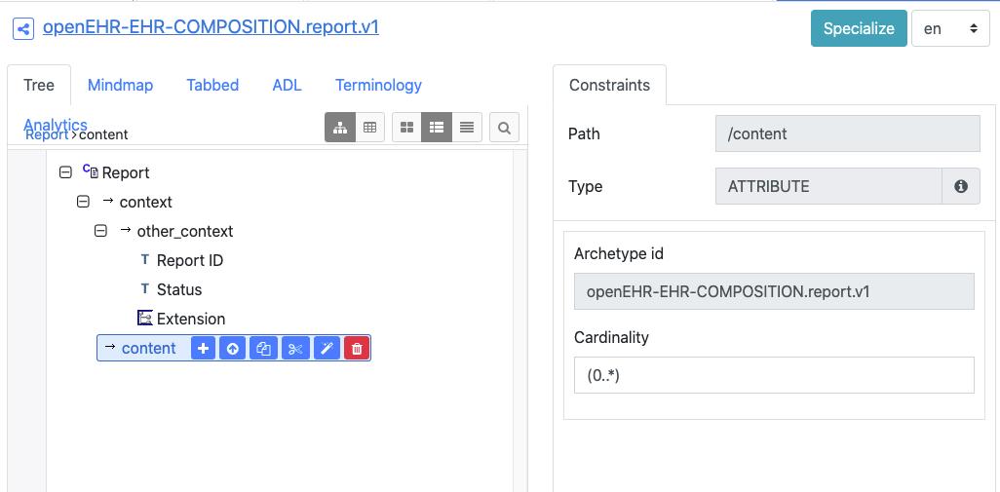 openEHR-EHR-COMPOSITION.report.v1
Specialize
en
Tree Mindmap Tabbed ADL Terminology
Analytics
Report › content
Report
context
other_context
T Report ID
T Status
Extension
content
Constraints
Path /content
Type ATTRIBUTE
Archetype id
openEHR-EHR-COMPOSITION.report.v1
Cardinality
(0..*)